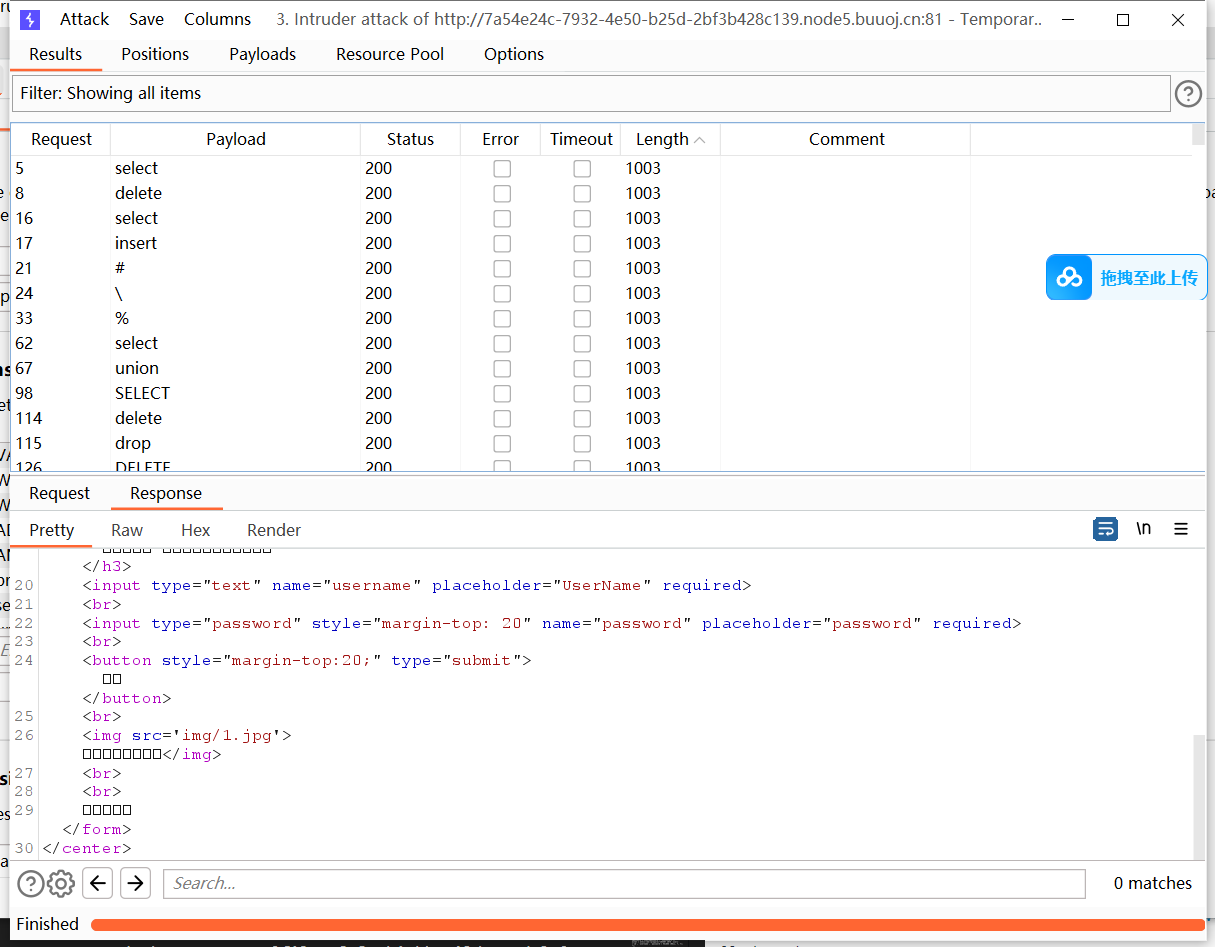 Attack Save Columns 3. Intruder attack of http://7a54e24c-7932-4e50-b25d-2bf3b428c139.node5.buuoj.cn:81 - Temporar..
Results Positions Payloads Resource Pool Options
Filter: Showing all items
Request Payload Status Error Timeout Length Comment
5 select 200 1003
8 delete 200 1003
16 select 200 1003
17 insert 200 1003
21 # 200 1003
24 \ 200 1003
33 % 200 1003
62 select 200 1003
67 union 200 1003
98 SELECT 200 1003
114 delete 200 1003
115 drop 200 1003
126 DELETE 200 1003
拖拽至此上传
Request Response
Pretty Raw Hex Render
\n
</h3>
20 <input type="text" name="username" placeholder="UserName" required>
21 <br>
22 <input type="password" style="margin-top: 20" name="password" placeholder="password" required>
23 <br>
24 <button style="margin-top:20;" type="submit">
</button>
25 <br>
26 <img src='img/1.jpg'>
</img>
27 <br>
28 <br>
29
</form>
30 </center>
Search...
0 matches
Finished